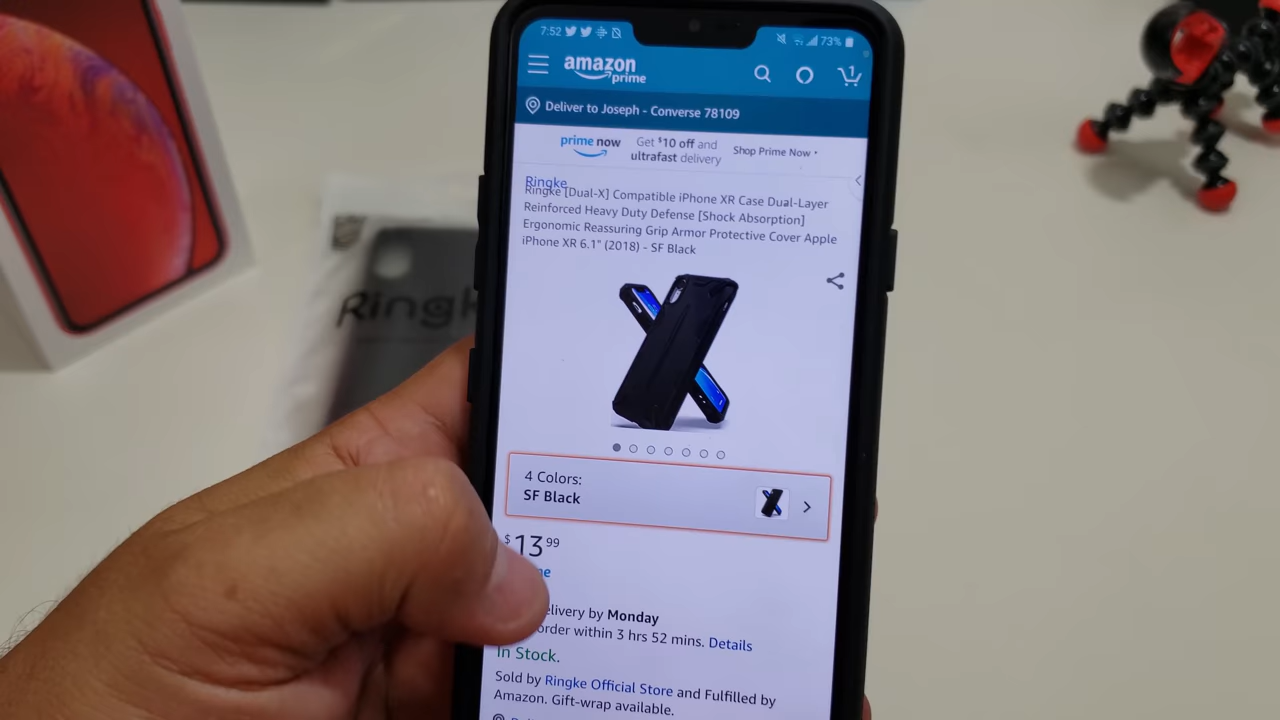 7:52
73%
amazon
prime
1
Deliver to Joseph - Converse 78109
prime now
Get $10 off and
ultrafast delivery
Shop Prime Now
Ringke
Ringke [Dual-X] Compatible iPhone XR Case Dual-Layer
Reinforced Heavy Duty Defense [Shock Absorption]
Ergonomic Reassuring Grip Armor Protective Cover Apple
iPhone XR 6.1" (2018) - SF Black
Ringk
4 Colors:
SF Black
$13 99
elivery by Monday
order within 3 hrs 52 mins. Details
In Stock.
Sold by Ringke Official Store and Fulfilled by
Amazon. Gift-wrap available.